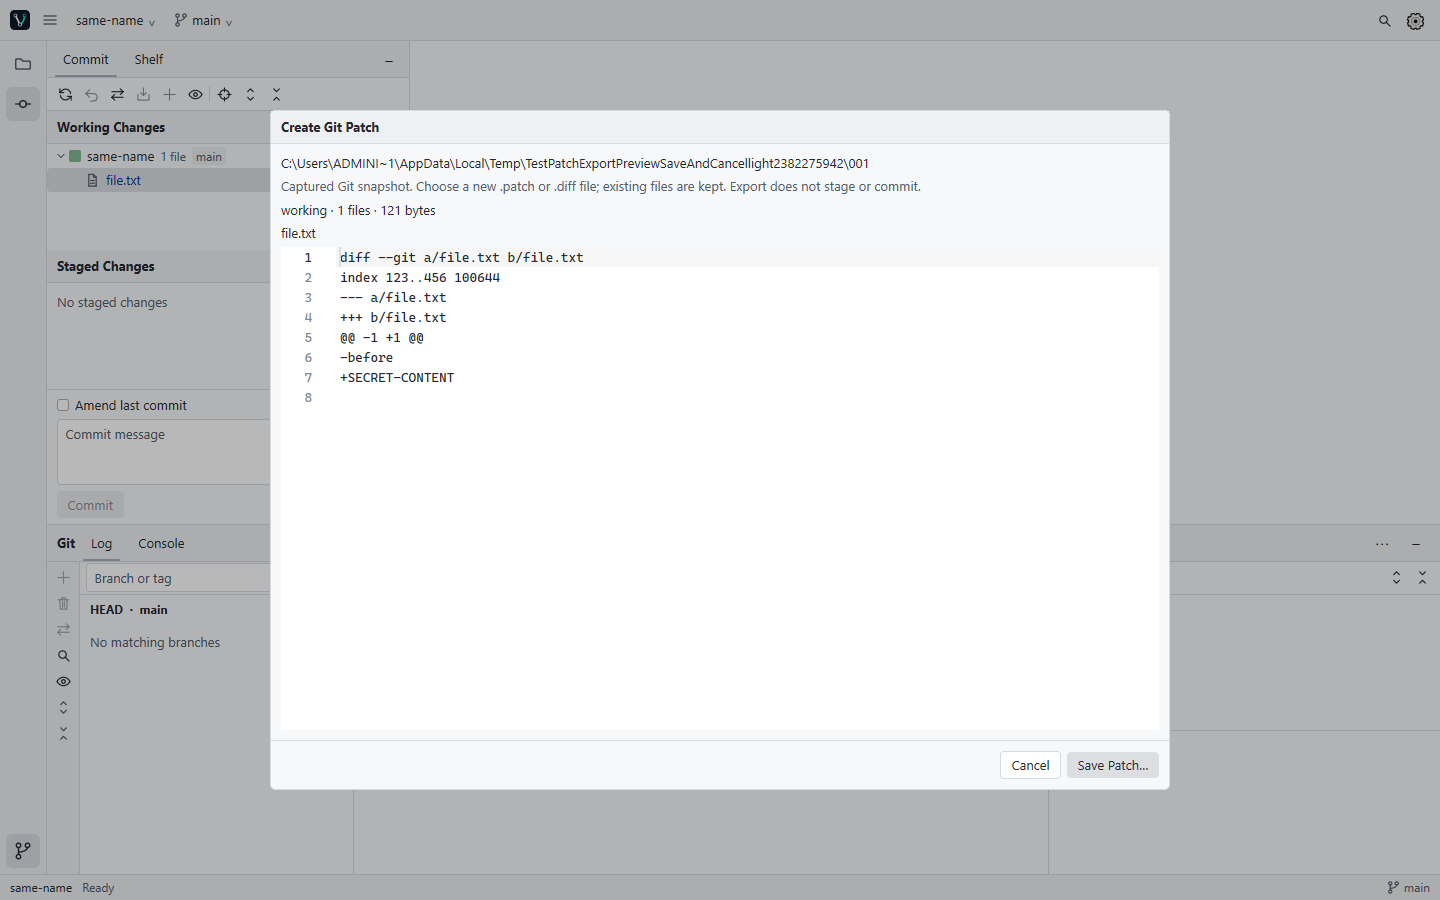 same-name
main
Commit
Shelf
Working Changes
same-name 1 file main
file.txt
Staged Changes
No staged changes
Amend last commit
Commit message
Commit
Create Git Patch
C:\Users\ADMINI~1\AppData\Local\Temp\TestPatchExportPreviewSaveAndCancellight2382275942\001
Captured Git snapshot. Choose a new .patch or .diff file; existing files are kept. Export does not stage or commit.
working · 1 files · 121 bytes
file.txt
1 diff --git a/file.txt b/file.txt
2 index 123..456 100644
3 --- a/file.txt
4 +++ b/file.txt
5 @@ -1 +1 @@
6 -before
7 +SECRET-CONTENT
8
Cancel
Save Patch...
Git
Log
Console
Branch or tag
HEAD · main
No matching branches
same-name
Ready
main